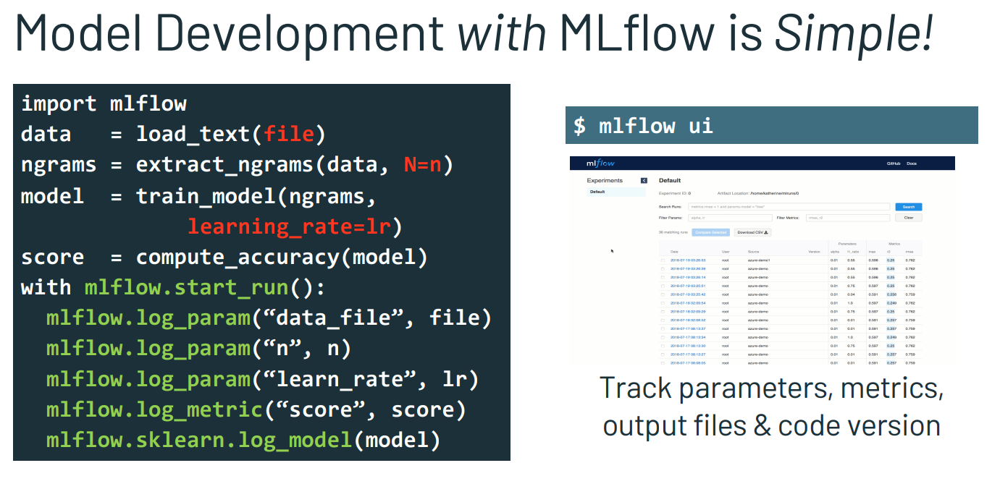 Model Development with MLflow is Simple!
import mlflow
data   = load_text(file)
ngrams = extract_ngrams(data, N=n)
model  = train_model(ngrams,
             learning_rate=lr)
score  = compute_accuracy(model)
with mlflow.start_run():
  mlflow.log_param(“data_file”, file)
  mlflow.log_param(“n”, n)
  mlflow.log_param(“learn_rate”, lr)
  mlflow.log_metric(“score”, score)
  mlflow.sklearn.log_model(model)
$ mlflow ui
mlflow GitHub Docs
Experiments
Default
Default
Experiment ID: 0 Artifact Location: /home/katherine/mlruns/0
Search Runs: metrics.rmse < 1 and params.model = "tree" Search
Filter Params: alpha, lr Filter Metrics: rmse, r2 Clear
36 matching runs Compare Selected Download CSV
Parameters Metrics
Date User Source Version alpha l1_ratio mae r2 rmse
2018-07-19 03:26:53 root azure-demo1 0.01 0.55 0.596 0.25 0.762
2018-07-19 03:26:39 root azure-demo 0.01 0.55 0.596 0.25 0.762
2018-07-19 03:26:14 root azure-demo 0.01 0.55 0.596 0.25 0.762
2018-07-19 03:25:51 root azure-demo 0.01 0.75 0.597 0.25 0.762
2018-07-19 03:25:42 root azure-demo 0.01 0.04 0.591 0.256 0.759
2018-07-18 02:09:54 root azure-demo 0.01 1.0 0.597 0.249 0.762
2018-07-18 02:09:29 root azure-demo 0.01 0.75 0.597 0.25 0.762
2018-07-18 02:08:52 root azure-demo 0.01 0.01 0.591 0.257 0.759
2018-07-17 08:13:37 root azure-demo 0.01 0.01 0.591 0.257 0.759
2018-07-17 08:13:34 root azure-demo 0.01 1.0 0.597 0.249 0.762
2018-07-17 08:13:30 root azure-demo 0.01 0.75 0.597 0.25 0.762
2018-07-17 08:13:27 root azure-demo 0.01 0.01 0.591 0.257 0.759
2018-07-17 08:08:05 root azure-demo 0.01 0.01 0.591 0.257 0.759
Track parameters, metrics,
output files & code version